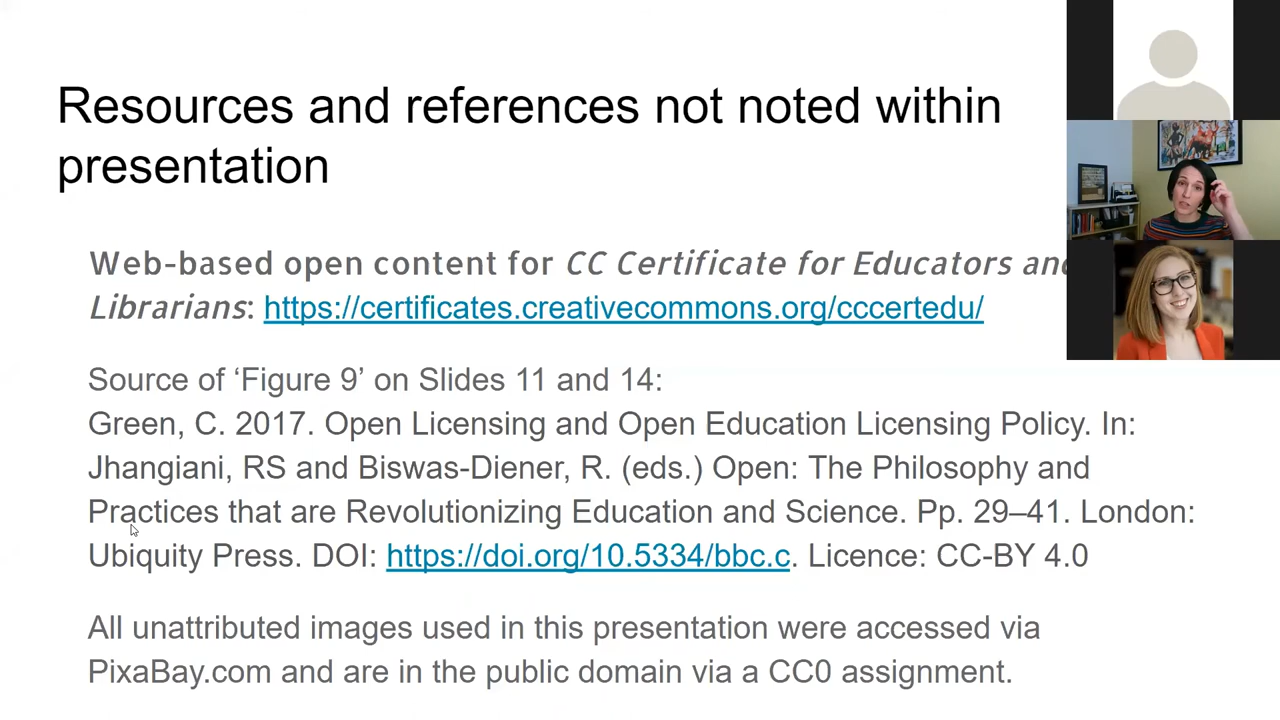 Resources and references not noted within
presentation
Web-based open content for CC Certificate for Educators and
Librarians: https://certificates.creativecommons.org/cccertedu/
Source of ‘Figure 9’ on Slides 11 and 14:
Green, C. 2017. Open Licensing and Open Education Licensing Policy. In:
Jhangiani, RS and Biswas-Diener, R. (eds.) Open: The Philosophy and
Practices that are Revolutionizing Education and Science. Pp. 29–41. London:
Ubiquity Press. DOI: https://doi.org/10.5334/bbc.c. Licence: CC-BY 4.0
All unattributed images used in this presentation were accessed via
PixaBay.com and are in the public domain via a CC0 assignment.